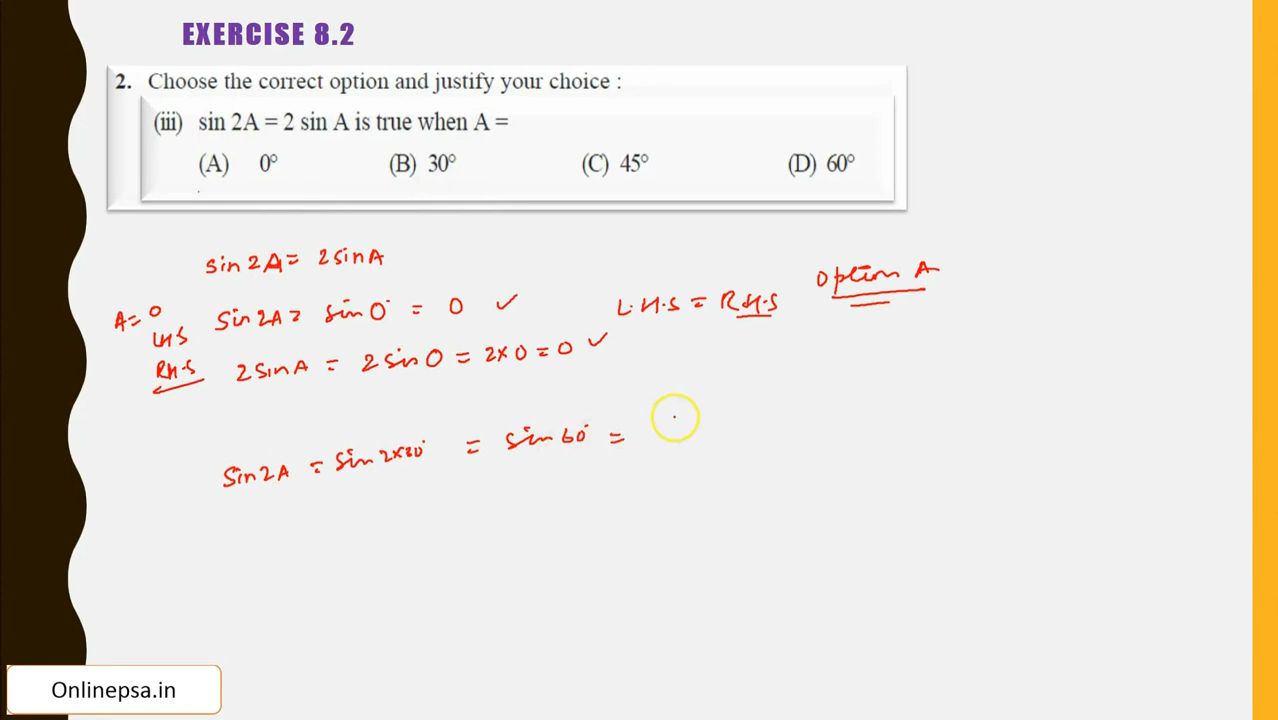 EXERCISE 8.2
2. Choose the correct option and justify your choice :
(iii) sin 2A = 2 sin A is true when A =
(A) 0° (B) 30° (C) 45° (D) 60°
sin 2A = 2 sin A
Option A
A = 0
LHS sin 2A = sin 0° = 0 ✓ L.H.S = R.H.S
RH.S 2 sin A = 2 sin 0 = 2×0 = 0 ✓
sin 2A = sin 2×30° = sin 60° =
Onlinepsa.in